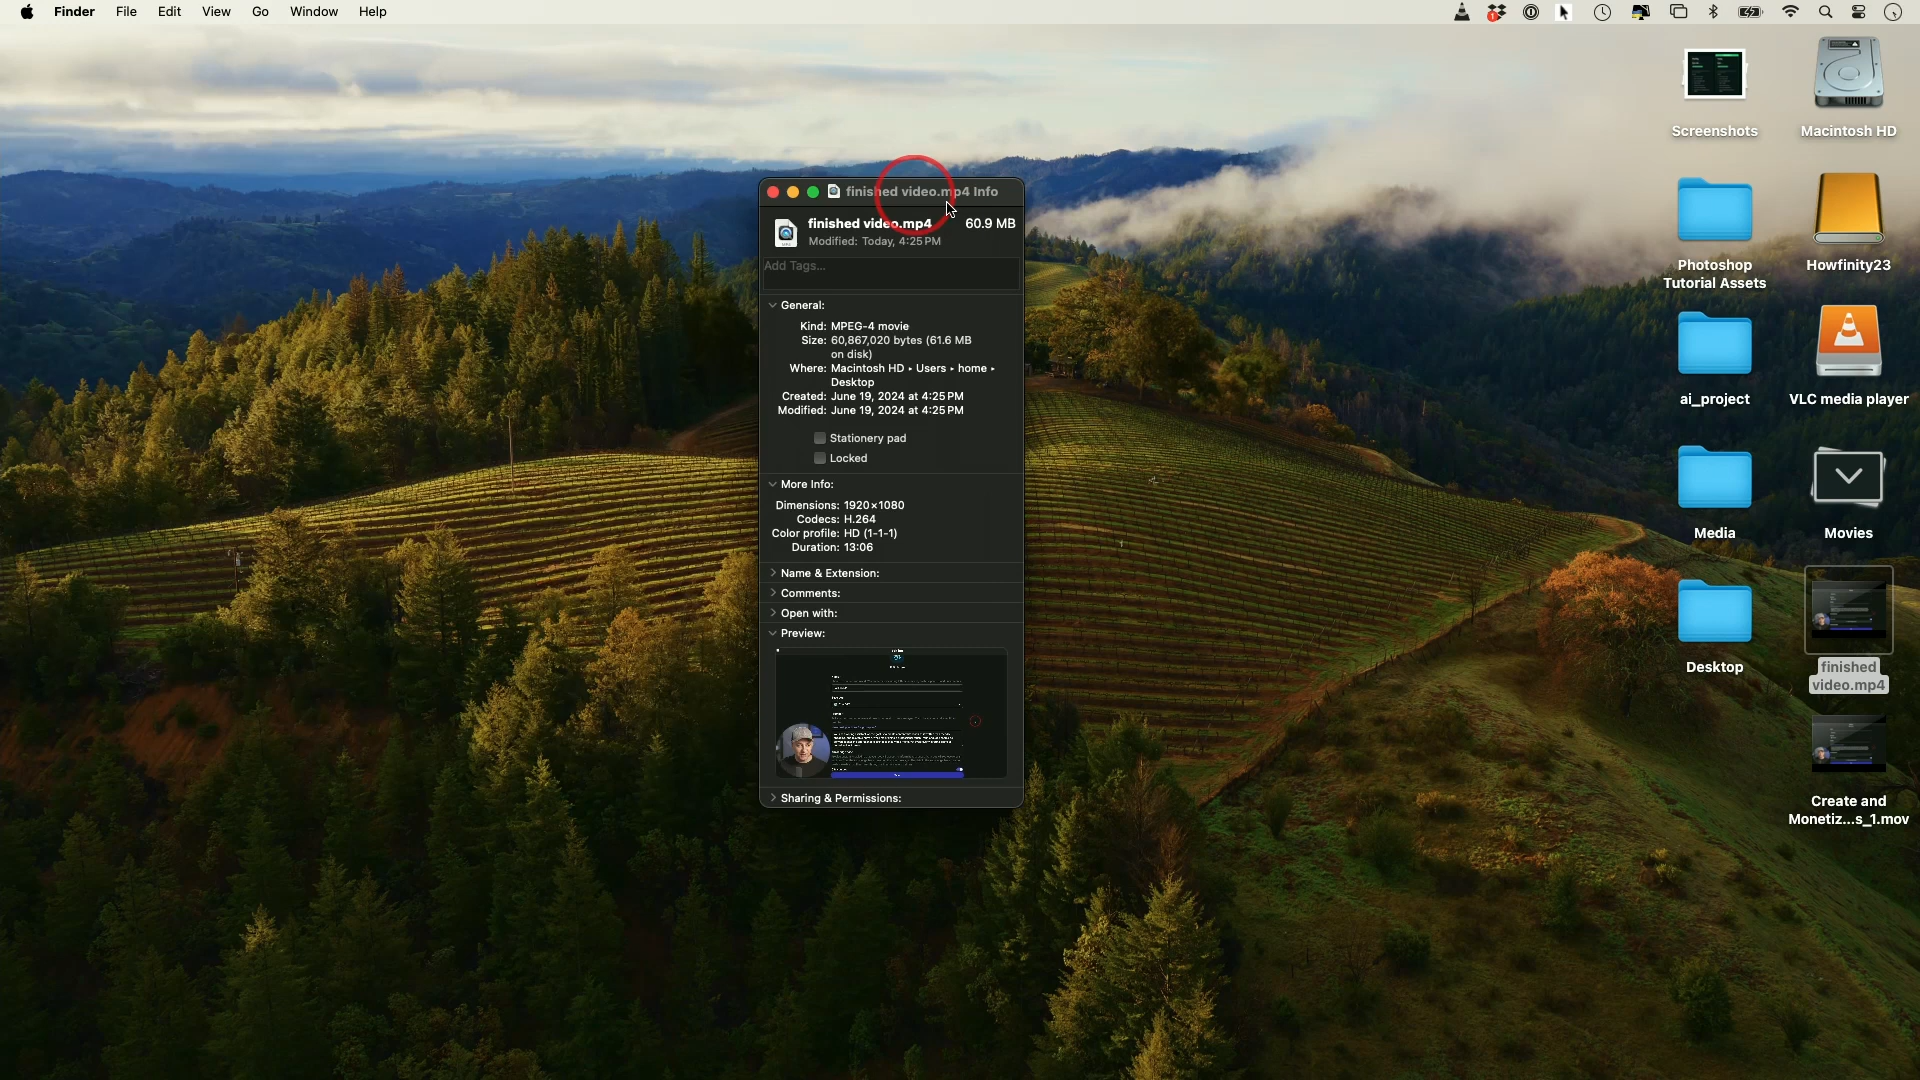 Finder File Edit View Go Window Help
1
Screenshots
Macintosh HD
Photoshop
Tutorial Assets
Howfinity23
ai_project
VLC media player
Media
Movies
Desktop
finished
video.mp4
Create and
Monetiz...s_1.mov
finished video.mp4 Info
finished video.mp4 60.9 MB
Modified: Today, 4:25 PM
Add Tags...
General:
Kind: MPEG-4 movie
Size: 60,867,020 bytes (61.6 MB
on disk)
Where: Macintosh HD ▸ Users ▸ home ▸
Desktop
Created: June 19, 2024 at 4:25 PM
Modified: June 19, 2024 at 4:25 PM
Stationery pad
Locked
More Info:
Dimensions: 1920×1080
Codecs: H.264
Color profile: HD (1-1-1)
Duration: 13:06
Name & Extension:
Comments:
Open with:
Preview:
Sharing & Permissions: